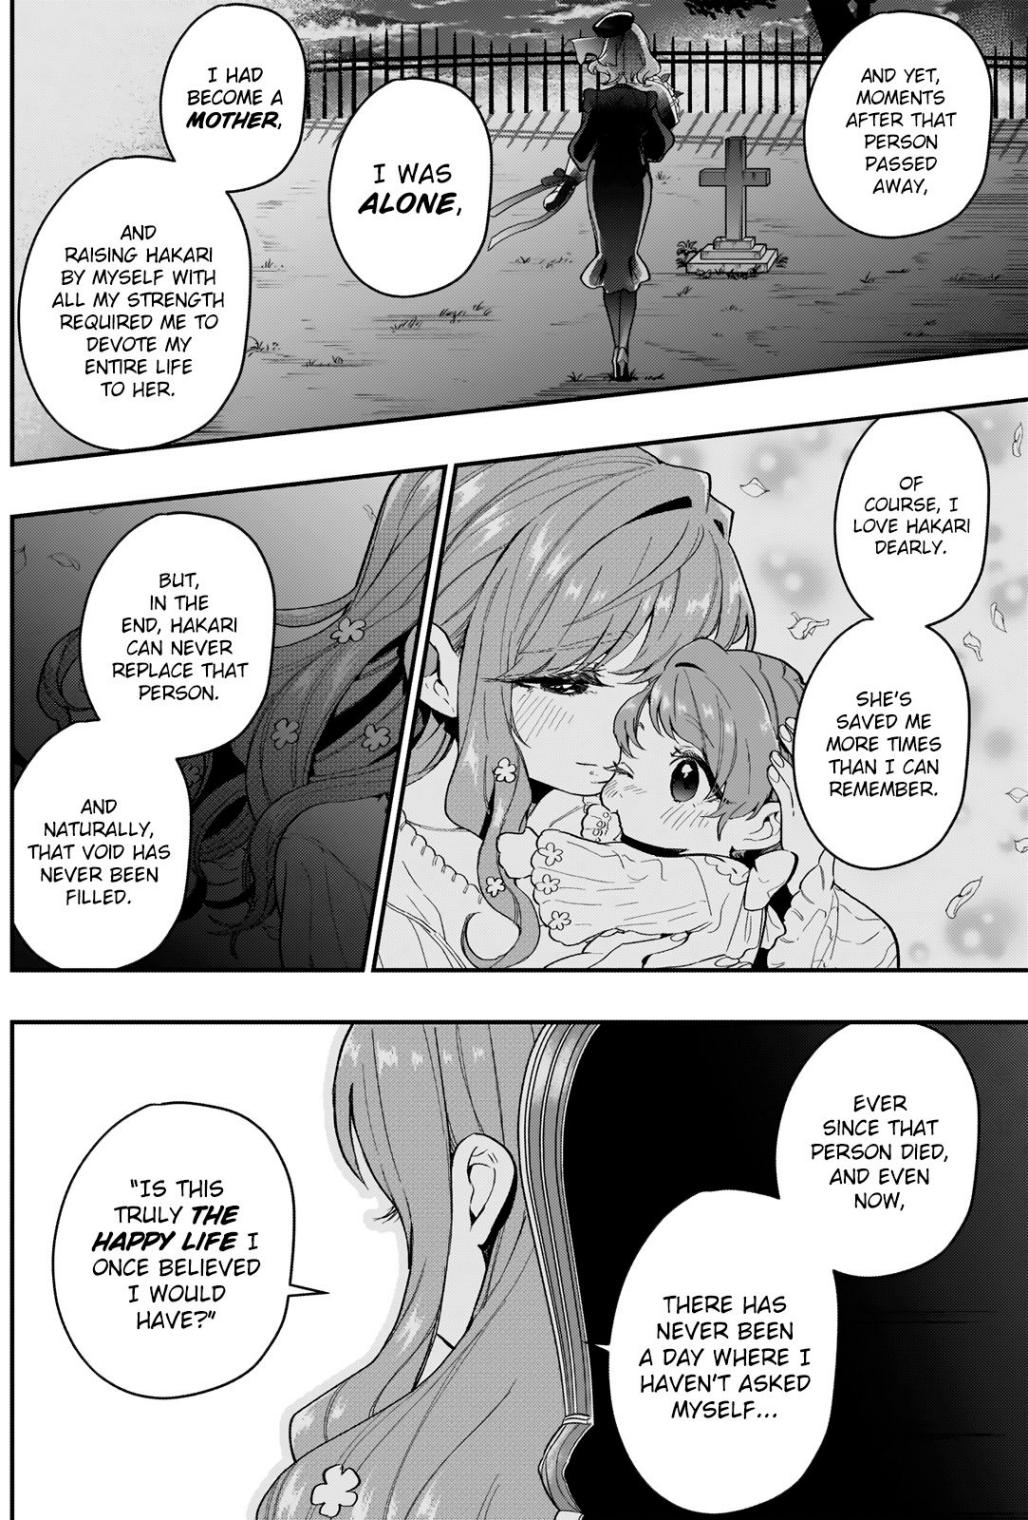 AND YET,
MOMENTS
AFTER THAT
PERSON
PASSED
AWAY,
I WAS
ALONE,
I HAD
BECOME A
MOTHER,
AND
RAISING HAKARI
BY MYSELF WITH
ALL MY STRENGTH
REQUIRED ME TO
DEVOTE MY
ENTIRE LIFE
TO HER.
OF
COURSE, I
LOVE HAKARI
DEARLY.
SHE'S
SAVED ME
MORE TIMES
THAN I CAN
REMEMBER.
BUT,
IN THE
END, HAKARI
CAN NEVER
REPLACE THAT
PERSON.
AND
NATURALLY,
THAT VOID HAS
NEVER BEEN
FILLED.
EVER
SINCE THAT
PERSON DIED,
AND EVEN
NOW,
THERE HAS
NEVER BEEN
A DAY WHERE I
HAVEN'T ASKED
MYSELF...
"IS THIS
TRULY THE
HAPPY LIFE I
ONCE BELIEVED
I WOULD
HAVE?"